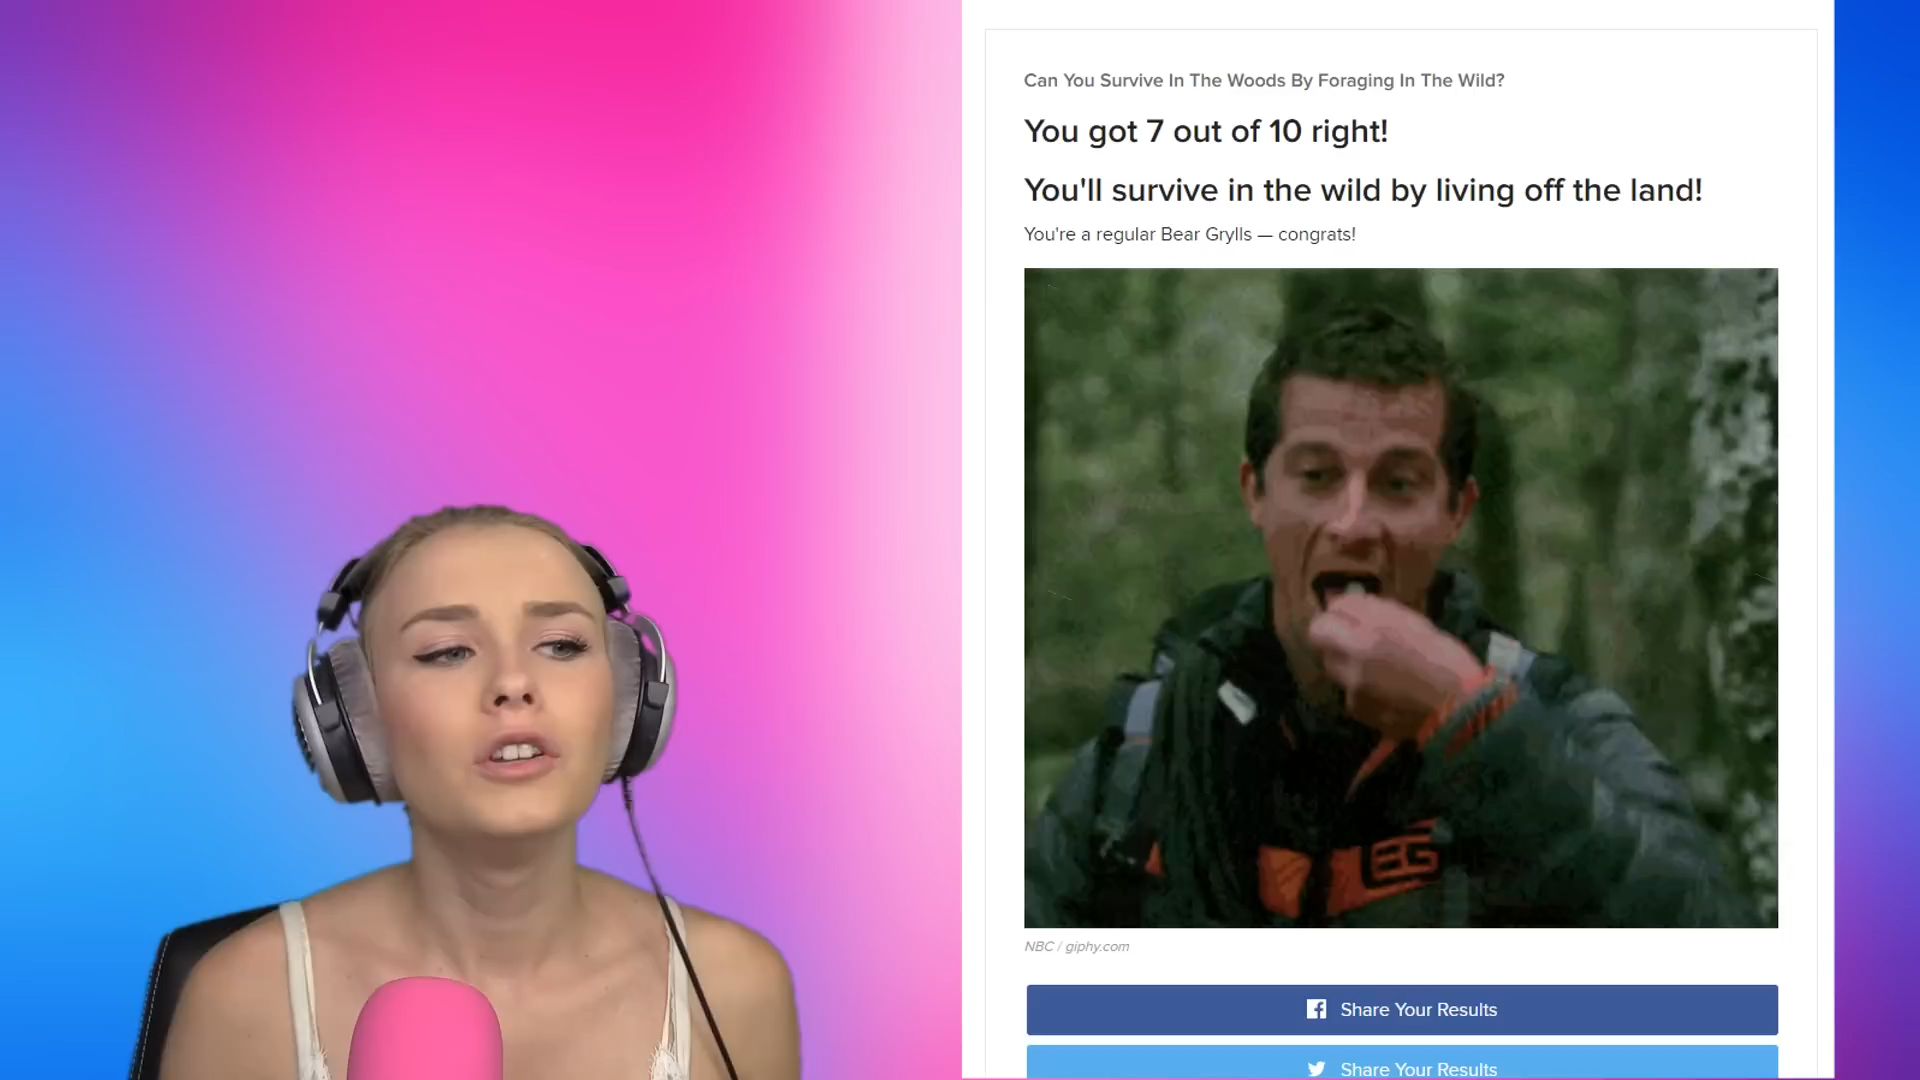 Can You Survive In The Woods By Foraging In The Wild?
You got 7 out of 10 right!
You'll survive in the wild by living off the land!
You're a regular Bear Grylls — congrats!
BG
NBC / giphy.com
Share Your Results
Share Your Results